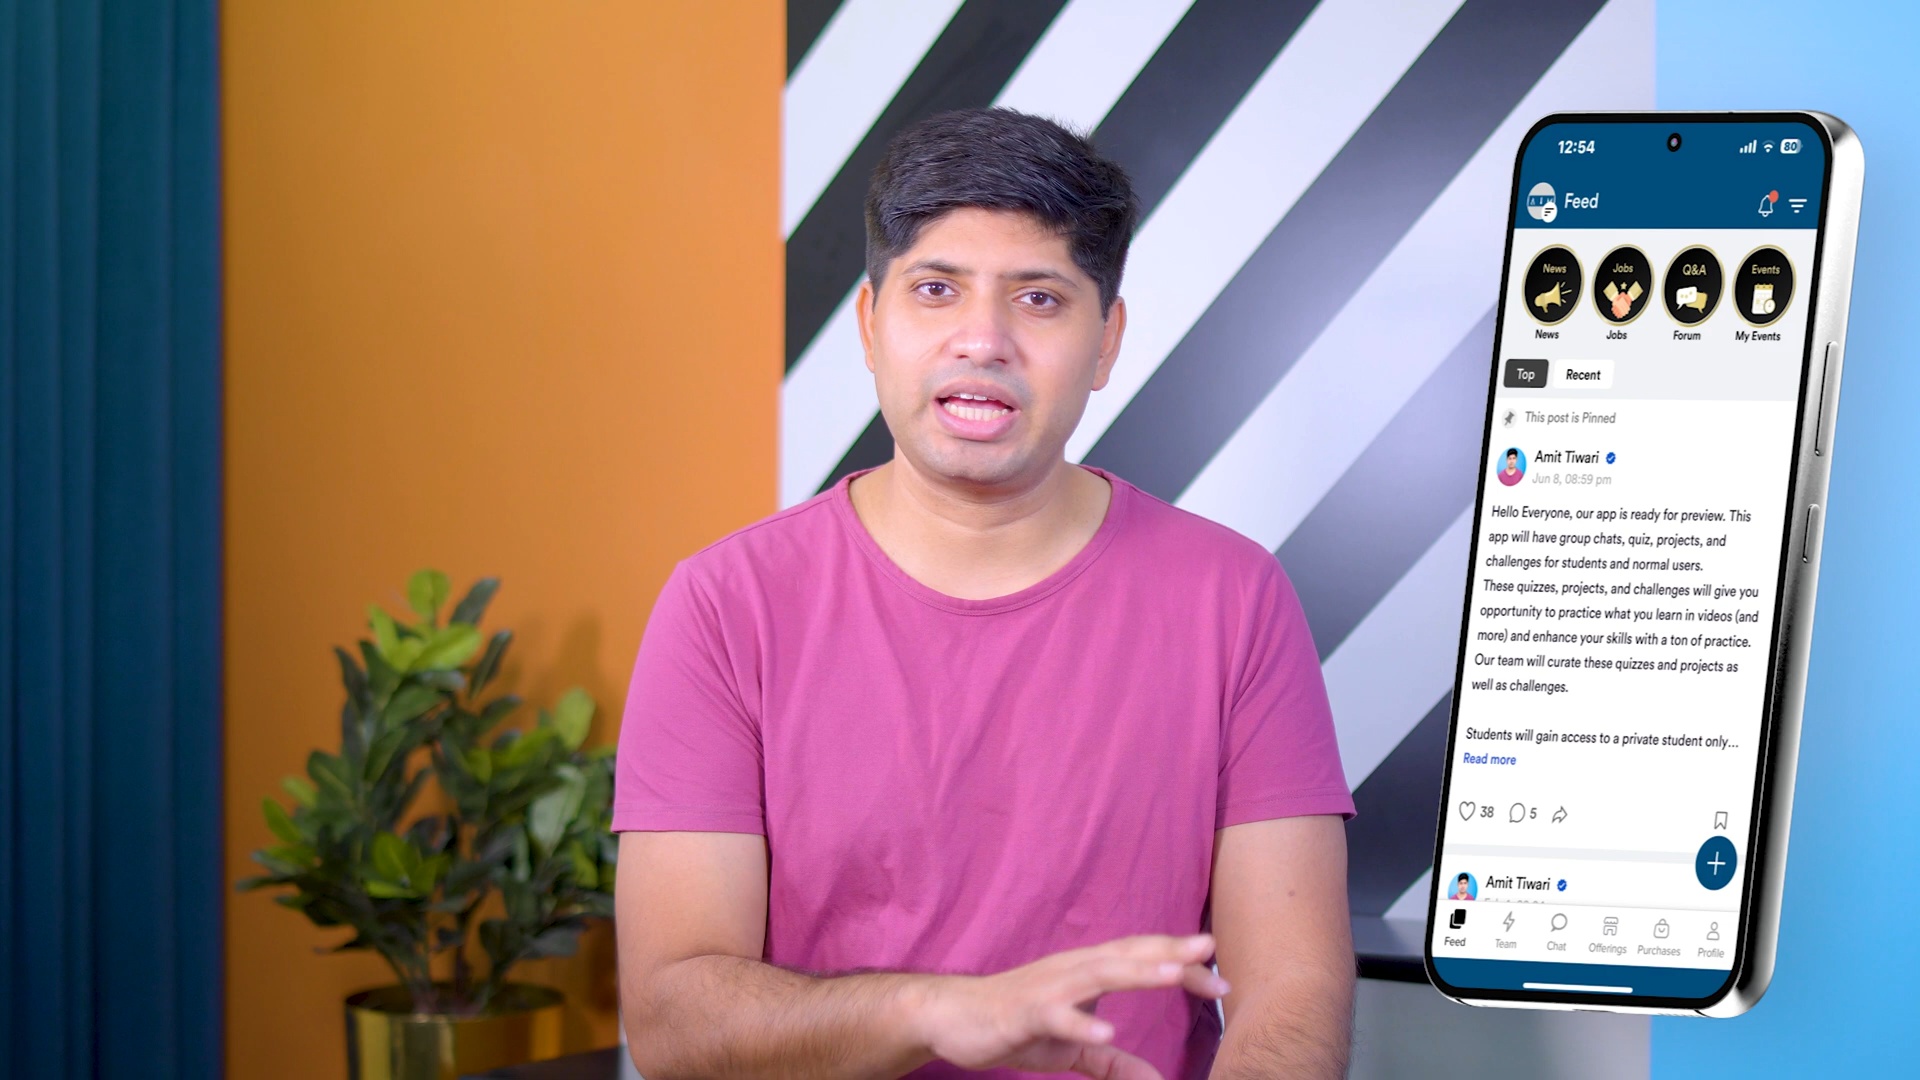 12:54
80
Feed
News
Jobs
Q&A
Events
News
Jobs
Forum
My Events
Top
Recent
This post is Pinned
Amit Tiwari
Jun 8, 08:59 pm
Hello Everyone, our app is ready for preview. This
app will have group chats, quiz, projects, and
challenges for students and normal users.
These quizzes, projects, and challenges will give you
opportunity to practice what you learn in videos (and
more) and enhance your skills with a ton of practice.
Our team will curate these quizzes and projects as
well as challenges.
Students will gain access to a private student only...
Read more
38
5
Amit Tiwari
Feed
Team
Chat
Offerings
Purchases
Profile